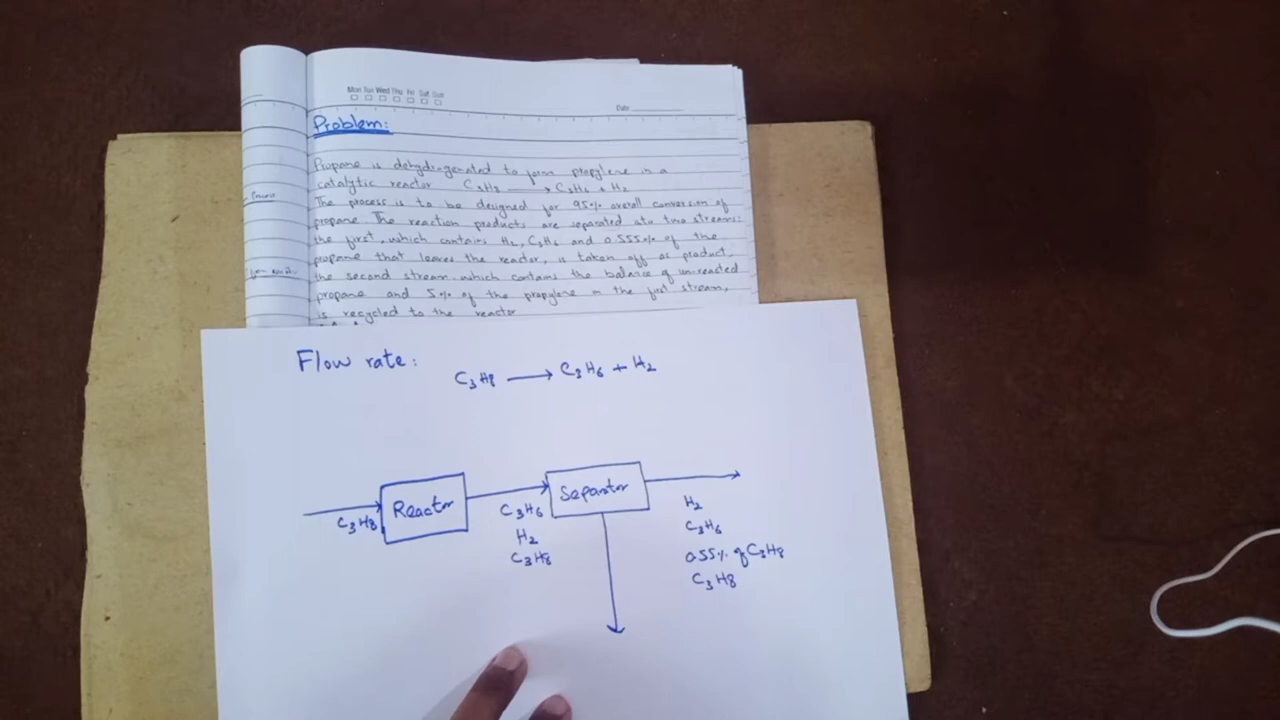 Mon Tue Wed Thu Fri Sat Sun
Date
Problem:
Propane is dehydrogenated to form propylene in a
catalytic reactor C3H8 ⟶ C3H6 + H2
The process is to be designed for 95% overall conversion of
propane. The reaction products are separated into two streams:
the first, which contains H2, C3H6 and 0.555% of the
propane that leaves the reactor, is taken off as product,
the second stream which contains the balance of un-reacted
propane and 5% of the propylene in the first stream,
is recycled to the reactor
Flow rate:
C3H8 ⟶ C3H6 + H2
C3H8
Reactor
C3H6
H2
C3H8
Separator
H2
C3H6
0.55% of C3H8
C3H8